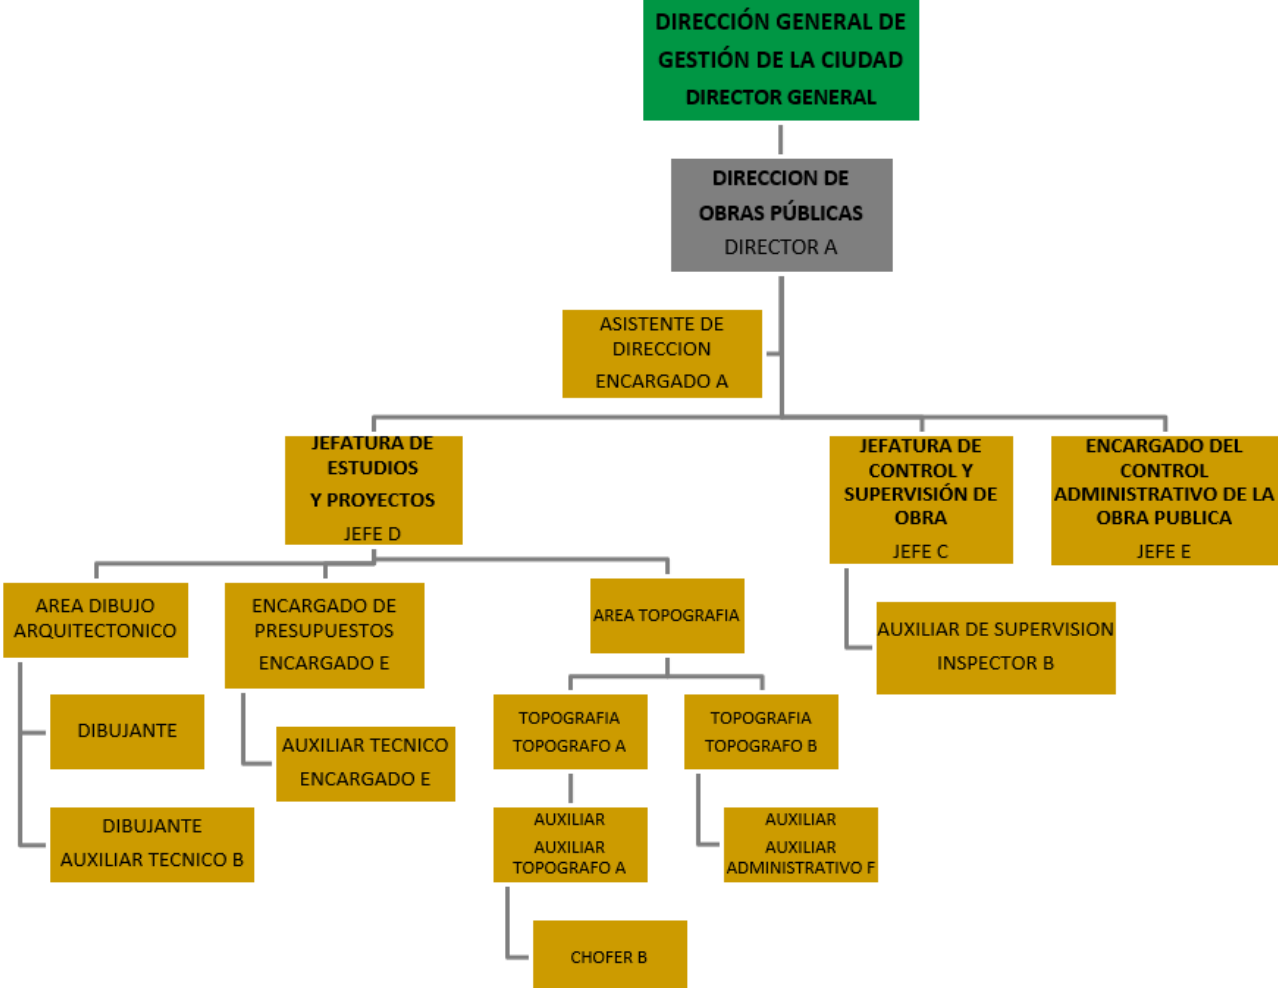 DIRECCIÓN GENERAL DE
GESTIÓN DE LA CIUDAD
DIRECTOR GENERAL
DIRECCION DE
OBRAS PÚBLICAS
DIRECTOR A
ASISTENTE DE
DIRECCION
ENCARGADO A
JEFATURA DE
ESTUDIOS
Y PROYECTOS
JEFE D
JEFATURA DE
CONTROL Y
SUPERVISIÓN DE
OBRA
JEFE C
ENCARGADO DEL
CONTROL
ADMINISTRATIVO DE LA
OBRA PUBLICA
JEFE E
AREA DIBUJO
ARQUITECTONICO
ENCARGADO DE
PRESUPUESTOS
ENCARGADO E
AREA TOPOGRAFIA
AUXILIAR DE SUPERVISION
INSPECTOR B
DIBUJANTE
AUXILIAR TECNICO
ENCARGADO E
TOPOGRAFIA
TOPOGRAFO A
TOPOGRAFIA
TOPOGRAFO B
DIBUJANTE
AUXILIAR TECNICO B
AUXILIAR
AUXILIAR
TOPOGRAFO A
AUXILIAR
AUXILIAR
ADMINISTRATIVO F
CHOFER B